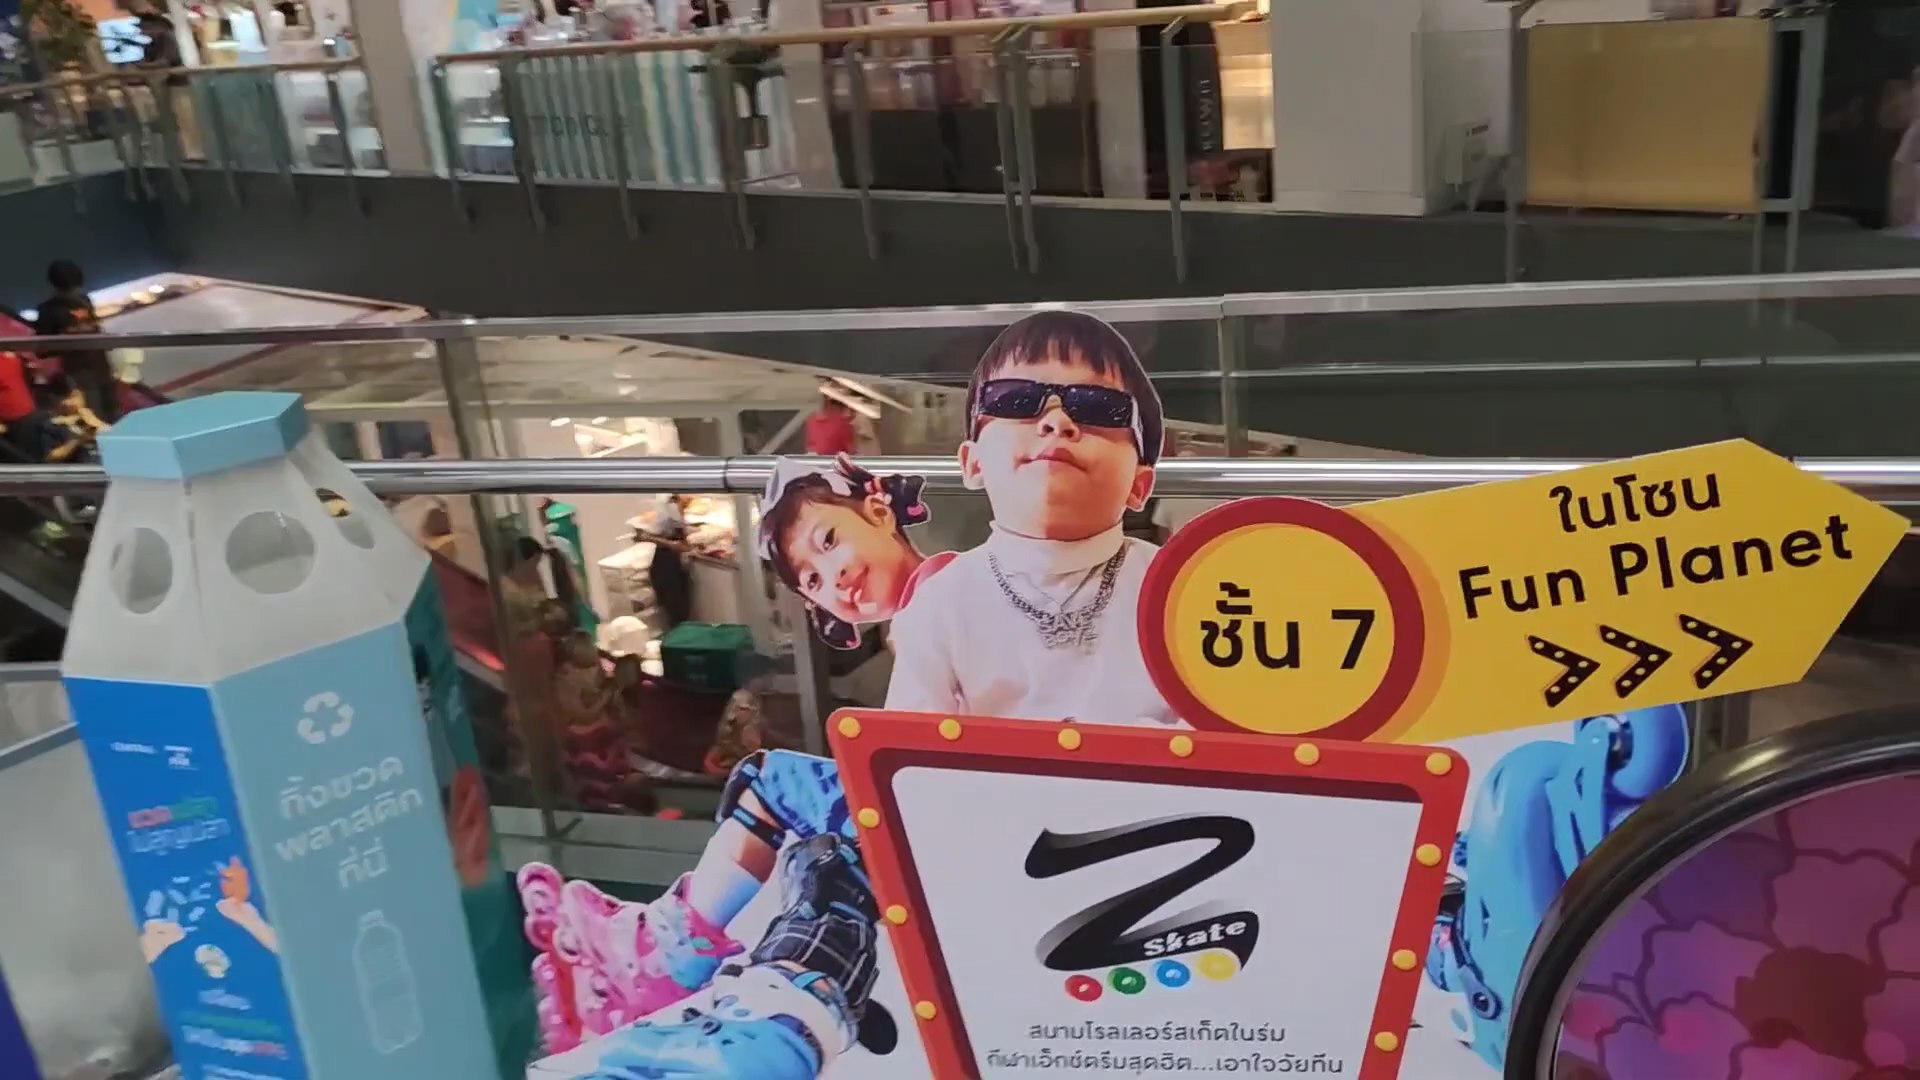 ทิ้งขวด
พลาสติก
ที่นี่
ในโซน
Fun Planet
ชั้น 7
Z
Skate
สนามโรลเลอร์สเก็ตในร่ม
กีฬาเอ็กซ์ตรีมสุดฮิต...เอาใจวัยทีน